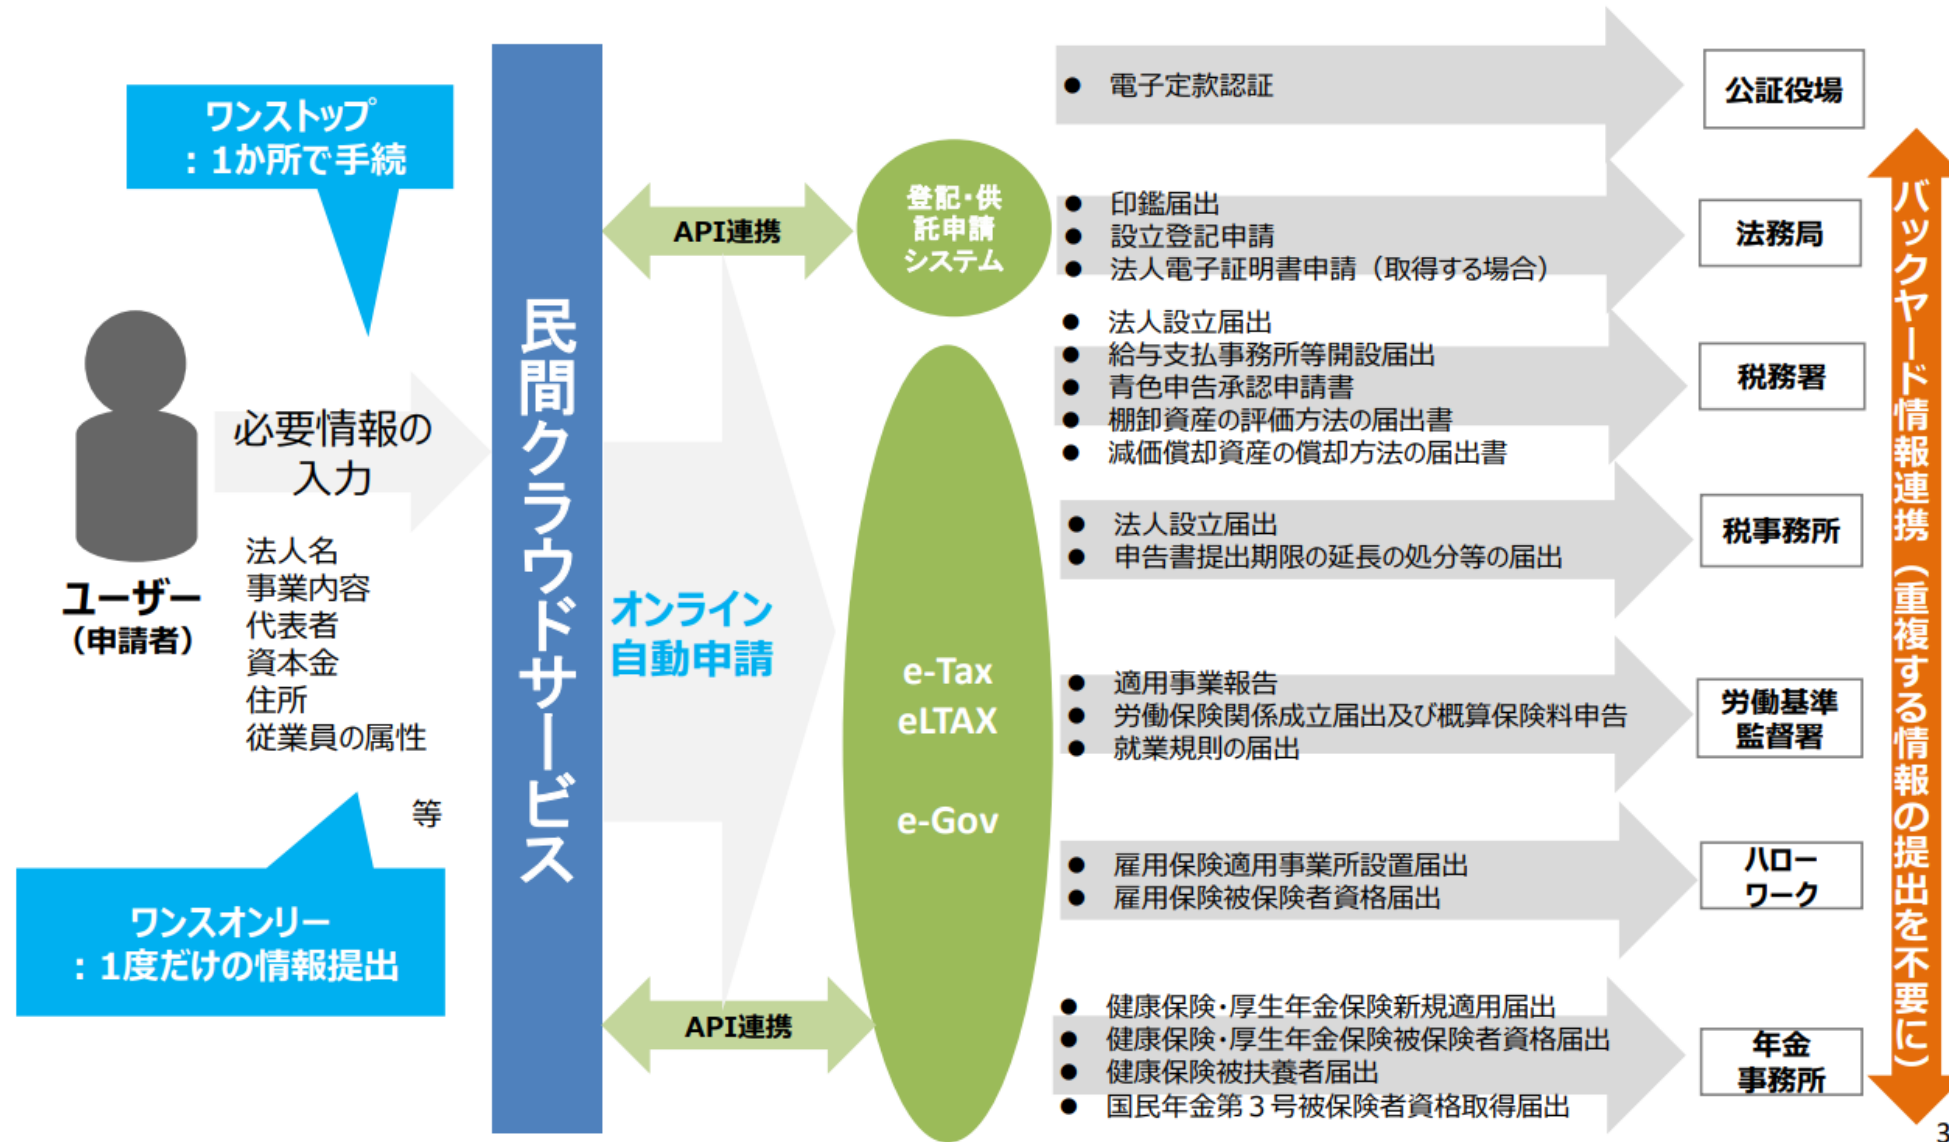 ワンストップ
：1か所で手続
ユーザー
（申請者）
必要情報の
入力
法人名
事業内容
代表者
資本金
住所
従業員の属性
等
ワンスオンリー
：1度だけの情報提出
民間クラウドサービス
API連携
オンライン
自動申請
API連携
登記・供
託申請
システム
e-Tax
eLTAX
e-Gov
● 電子定款認証
公証役場
● 印鑑届出
● 設立登記申請
● 法人電子証明書申請（取得する場合）
法務局
● 法人設立届出
● 給与支払事務所等開設届出
● 青色申告承認申請書
● 棚卸資産の評価方法の届出書
● 減価償却資産の償却方法の届出書
税務署
● 法人設立届出
● 申告書提出期限の延長の処分等の届出
税事務所
● 適用事業報告
● 労働保険関係成立届出及び概算保険料申告
● 就業規則の届出
労働基準
監督署
● 雇用保険適用事業所設置届出
● 雇用保険被保険者資格届出
ハロー
ワーク
● 健康保険・厚生年金保険新規適用届出
● 健康保険・厚生年金保険被保険者資格届出
● 健康保険被扶養者届出
● 国民年金第３号被保険者資格取得届出
年金
事務所
バックヤード情報連携（重複する情報の提出を不要に）
3